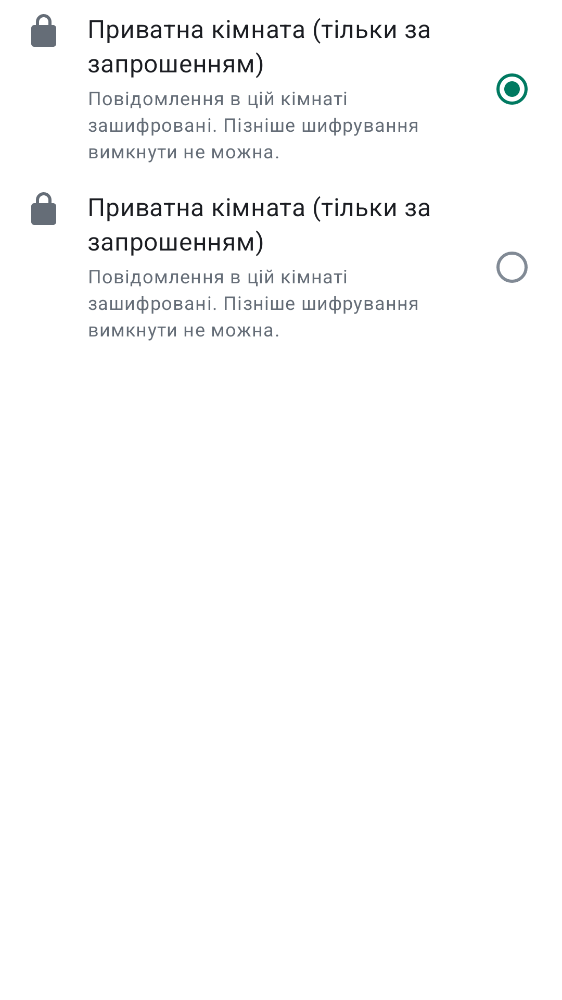 Приватна кімната (тільки за
запрошенням)
Повідомлення в цій кімнаті
зашифровані. Пізніше шифрування
вимкнути не можна.
Приватна кімната (тільки за
запрошенням)
Повідомлення в цій кімнаті
зашифровані. Пізніше шифрування
вимкнути не можна.